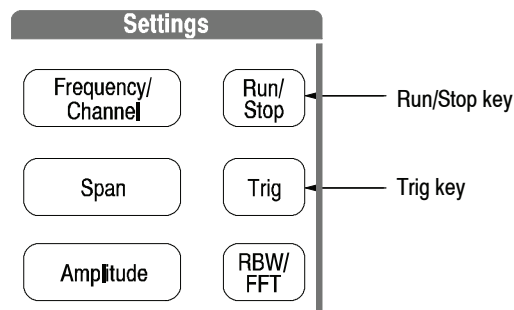 Settings
Frequency/
Channel
Run/
Stop
Run/Stop key
Span
Trig
Trig key
Amplitude
RBW/
FFT